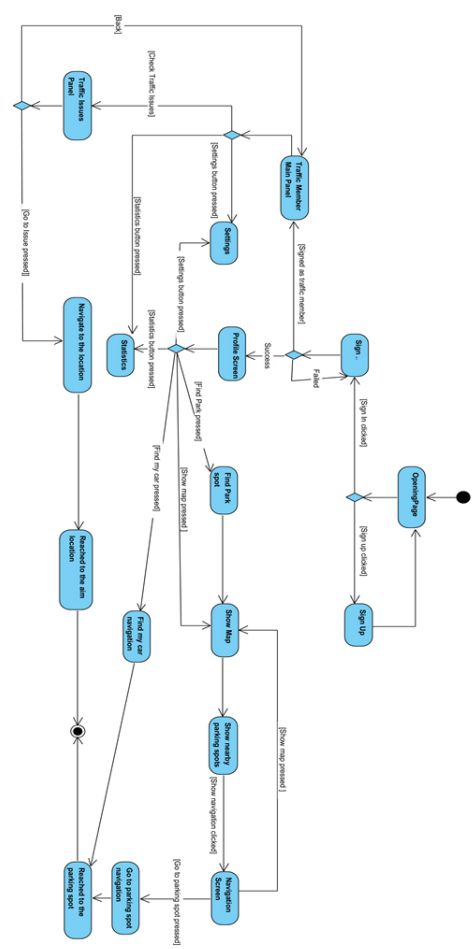 OpeningPage
[Sign In clicked]
[Sign up clicked]
Sign ..
Sign Up
Failed
[Signed as traffic member]
Success
Traffic Member
Main Panel
Profile Screen
[Back]
[Check Traffic Issues]
[Settings button pressed]
[Statistics button pressed]
Traffic Issues
Panel
Settings
[Settings button pressed]
[Statistics button pressed]
Statistics
[Find Park pressed]
[Show map pressed ]
[Find my car pressed]
Find Park
spot
Show Map
[Show map pressed ]
Show nearby
parking spots
[Show navigation clicked]
Navigation
Screen
[Go to parking spot pressed]
Go to parking spot
navigation
Find my car
navigation
[Go to Issue pressed]]
Navigate to the location
Reached to the aim
location
Reached to the
parking spot